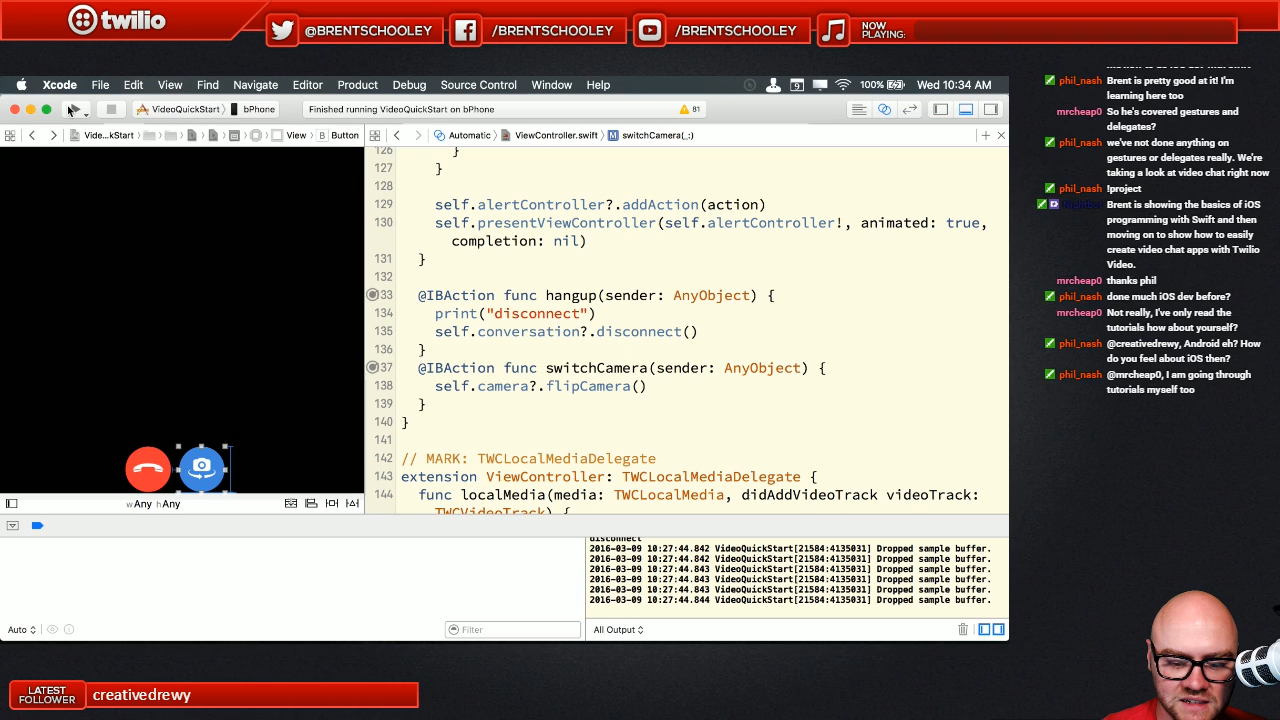 twilio
@BRENTSCHOOLEY
/BRENTSCHOOLEY
/BRENTSCHOOLEY
NOW
PLAYING:
Xcode File Edit View Find Navigate Editor Product Debug Source Control Window Help
9
100%
Wed 10:34 AM
VideoQuickStart
bPhone
Finished running VideoQuickStart on bPhone
81
Vide...kStart
View
B Button
Automatic
ViewController.swift
M switchCamera(_:)
126 }
127 }
128
129 self.alertController?.addAction(action)
130 self.presentViewController(self.alertController!, animated: true,
completion: nil)
131 }
132
33 @IBAction func hangup(sender: AnyObject) {
134 print("disconnect")
135 self.conversation?.disconnect()
136 }
37 @IBAction func switchCamera(sender: AnyObject) {
138 self.camera?.flipCamera()
139 }
140 }
141
142 // MARK: TWCLocalMediaDelegate
143 extension ViewController: TWCLocalMediaDelegate {
144 func localMedia(media: TWCLocalMedia, didAddVideoTrack videoTrack:
TWCVideoTrack) {
wAny hAny
disconnect
2016-03-09 10:27:44.842 VideoQuickStart[21584:4135031] Dropped sample buffer.
2016-03-09 10:27:44.842 VideoQuickStart[21584:4135031] Dropped sample buffer.
2016-03-09 10:27:44.843 VideoQuickStart[21584:4135031] Dropped sample buffer.
2016-03-09 10:27:44.843 VideoQuickStart[21584:4135031] Dropped sample buffer.
2016-03-09 10:27:44.843 VideoQuickStart[21584:4135031] Dropped sample buffer.
2016-03-09 10:27:44.844 VideoQuickStart[21584:4135031] Dropped sample buffer.
Auto
Filter
All Output
phil_nash Brent is pretty good at it! I'm
learning here too
mrcheap0 So he's covered gestures and
delegates?
phil_nash we've not done anything on
gestures or delegates really. We're
taking a look at video chat right now
phil_nash !project
Brent is showing the basics of iOS
programming with Swift and then
moving on to show how to easily
create video chat apps with Twilio
Video.
mrcheap0 thanks phil
phil_nash done much iOS dev before?
mrcheap0 Not really, I've only read the
tutorials how about yourself?
phil_nash @creativedrewy, Android eh? How
do you feel about iOS then?
phil_nash @mrcheap0, I am going through
tutorials myself too
LATEST
FOLLOWER
creativedrewy